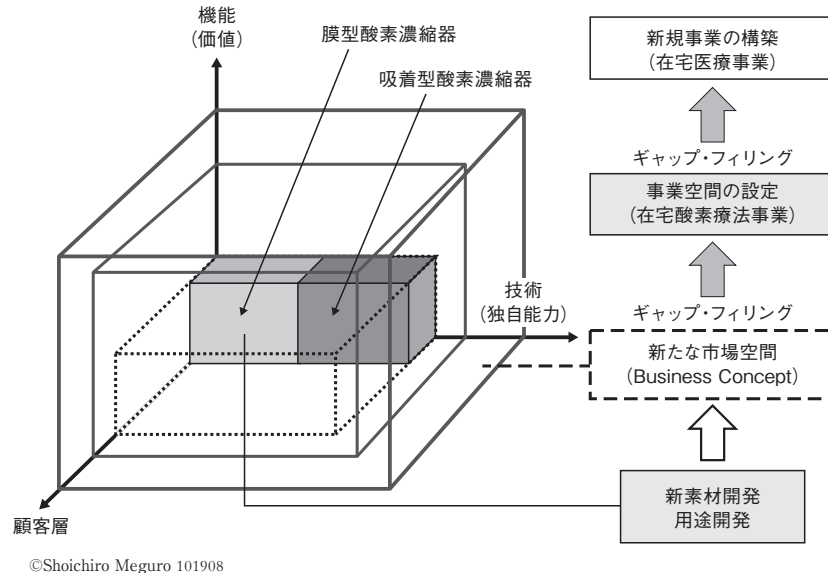 機能
(価値)
膜型酸素濃縮器
吸着型酸素濃縮器
技術
(独自能力)
顧客層
新規事業の構築
(在宅医療事業)
ギャップ・フィリング
事業空間の設定
(在宅酸素療法事業)
ギャップ・フィリング
新たな市場空間
(Business Concept)
新素材開発
用途開発
©Shoichiro Meguro 101908